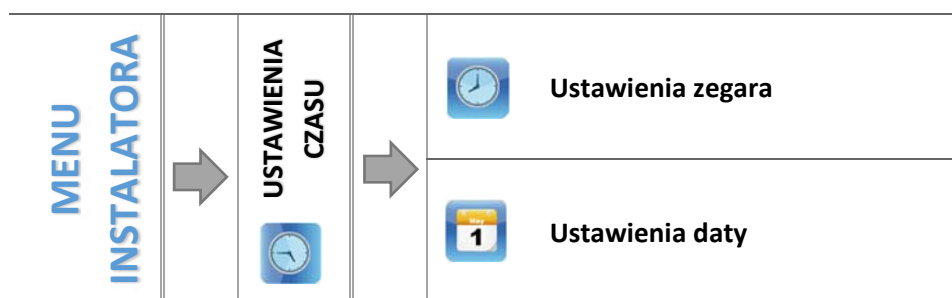 MENU
INSTALATORA
USTAWIENIA
CZASU
Ustawienia zegara
May
1
Ustawienia daty